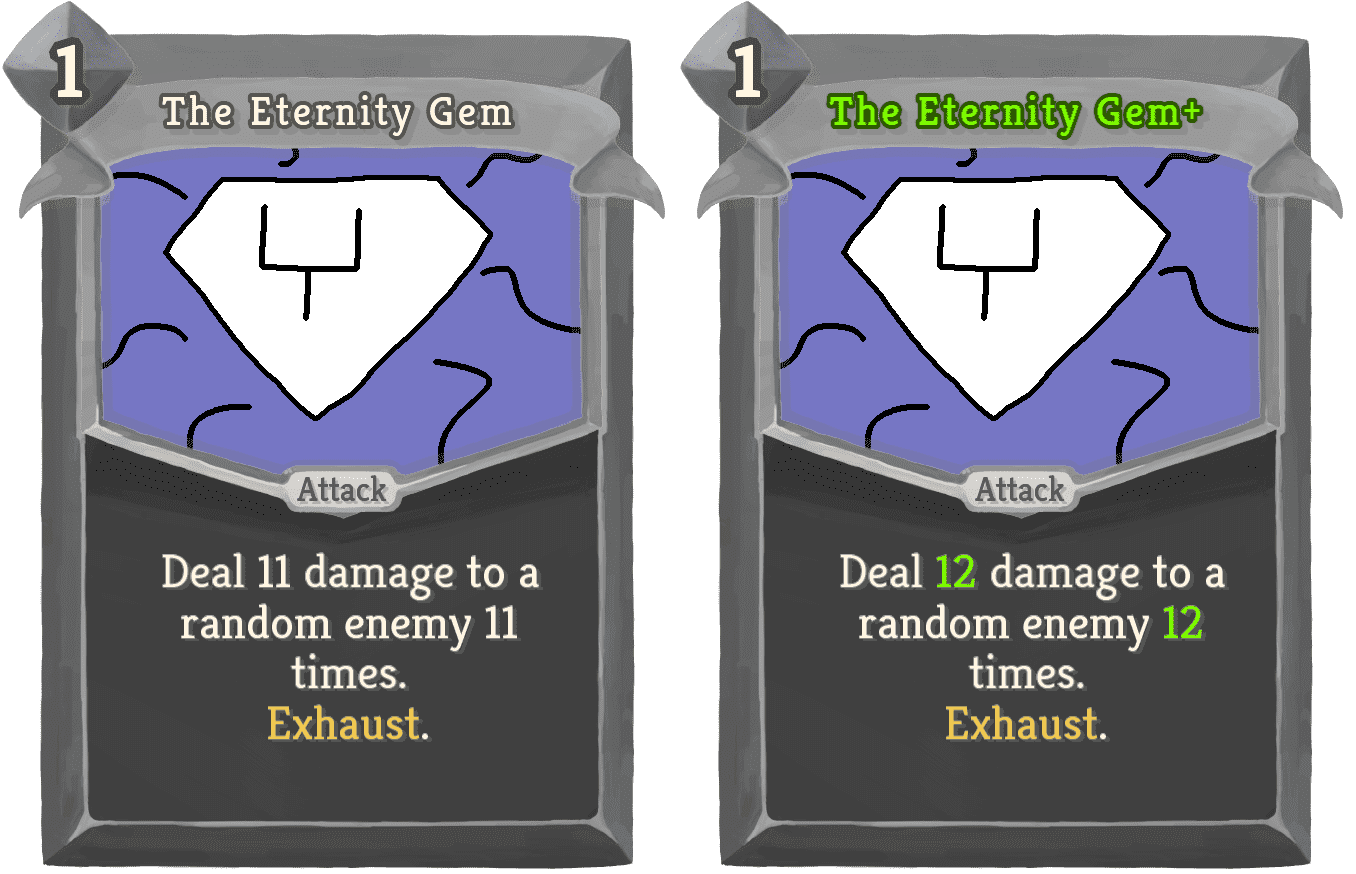 1
The Eternity Gem
Attack
Deal 11 damage to a
random enemy 11
times.
Exhaust.
1
The Eternity Gem+
Attack
Deal 12 damage to a
random enemy 12
times.
Exhaust.